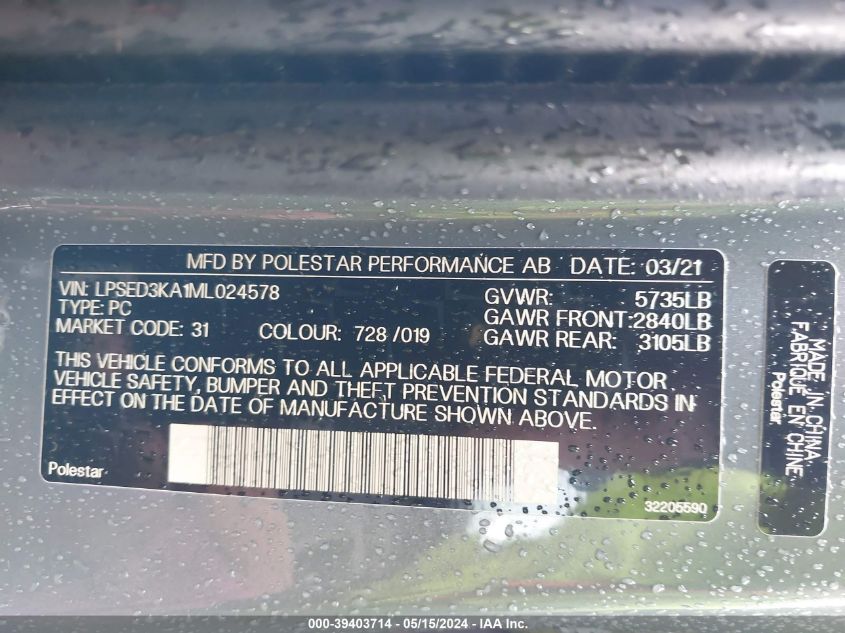 MFD BY POLESTAR PERFORMANCE AB DATE: 03/21
VIN: LPSED3KA1ML024578
TYPE: PC
MARKET CODE: 31 COLOUR: 728 /019
GVWR: 5735LB
GAWR FRONT:2840LB
GAWR REAR: 3105LB
THIS VEHICLE CONFORMS TO ALL APPLICABLE FEDERAL MOTOR
VEHICLE SAFETY, BUMPER AND THEFT PREVENTION STANDARDS IN
EFFECT ON THE DATE OF MANUFACTURE SHOWN ABOVE.
Polestar
32205590
MADE IN CHINA
FABRIQUE EN CHINE
Polestar
000-39403714 - 05/15/2024 - IAA Inc.